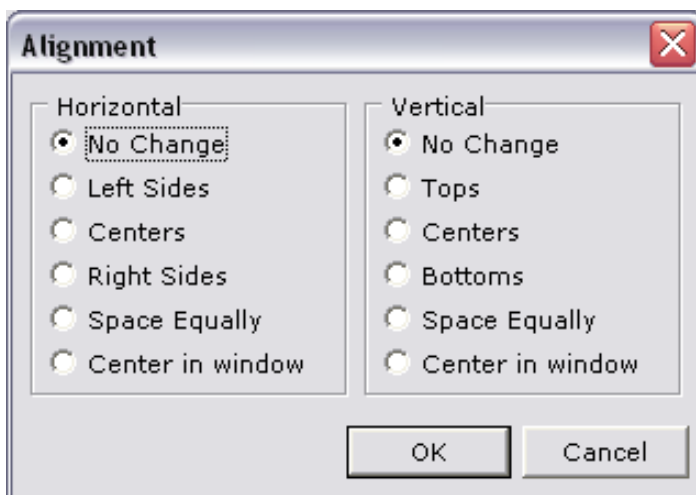 Alignment
Horizontal
No Change
Left Sides
Centers
Right Sides
Space Equally
Center in window
Vertical
No Change
Tops
Centers
Bottoms
Space Equally
Center in window
OK
Cancel